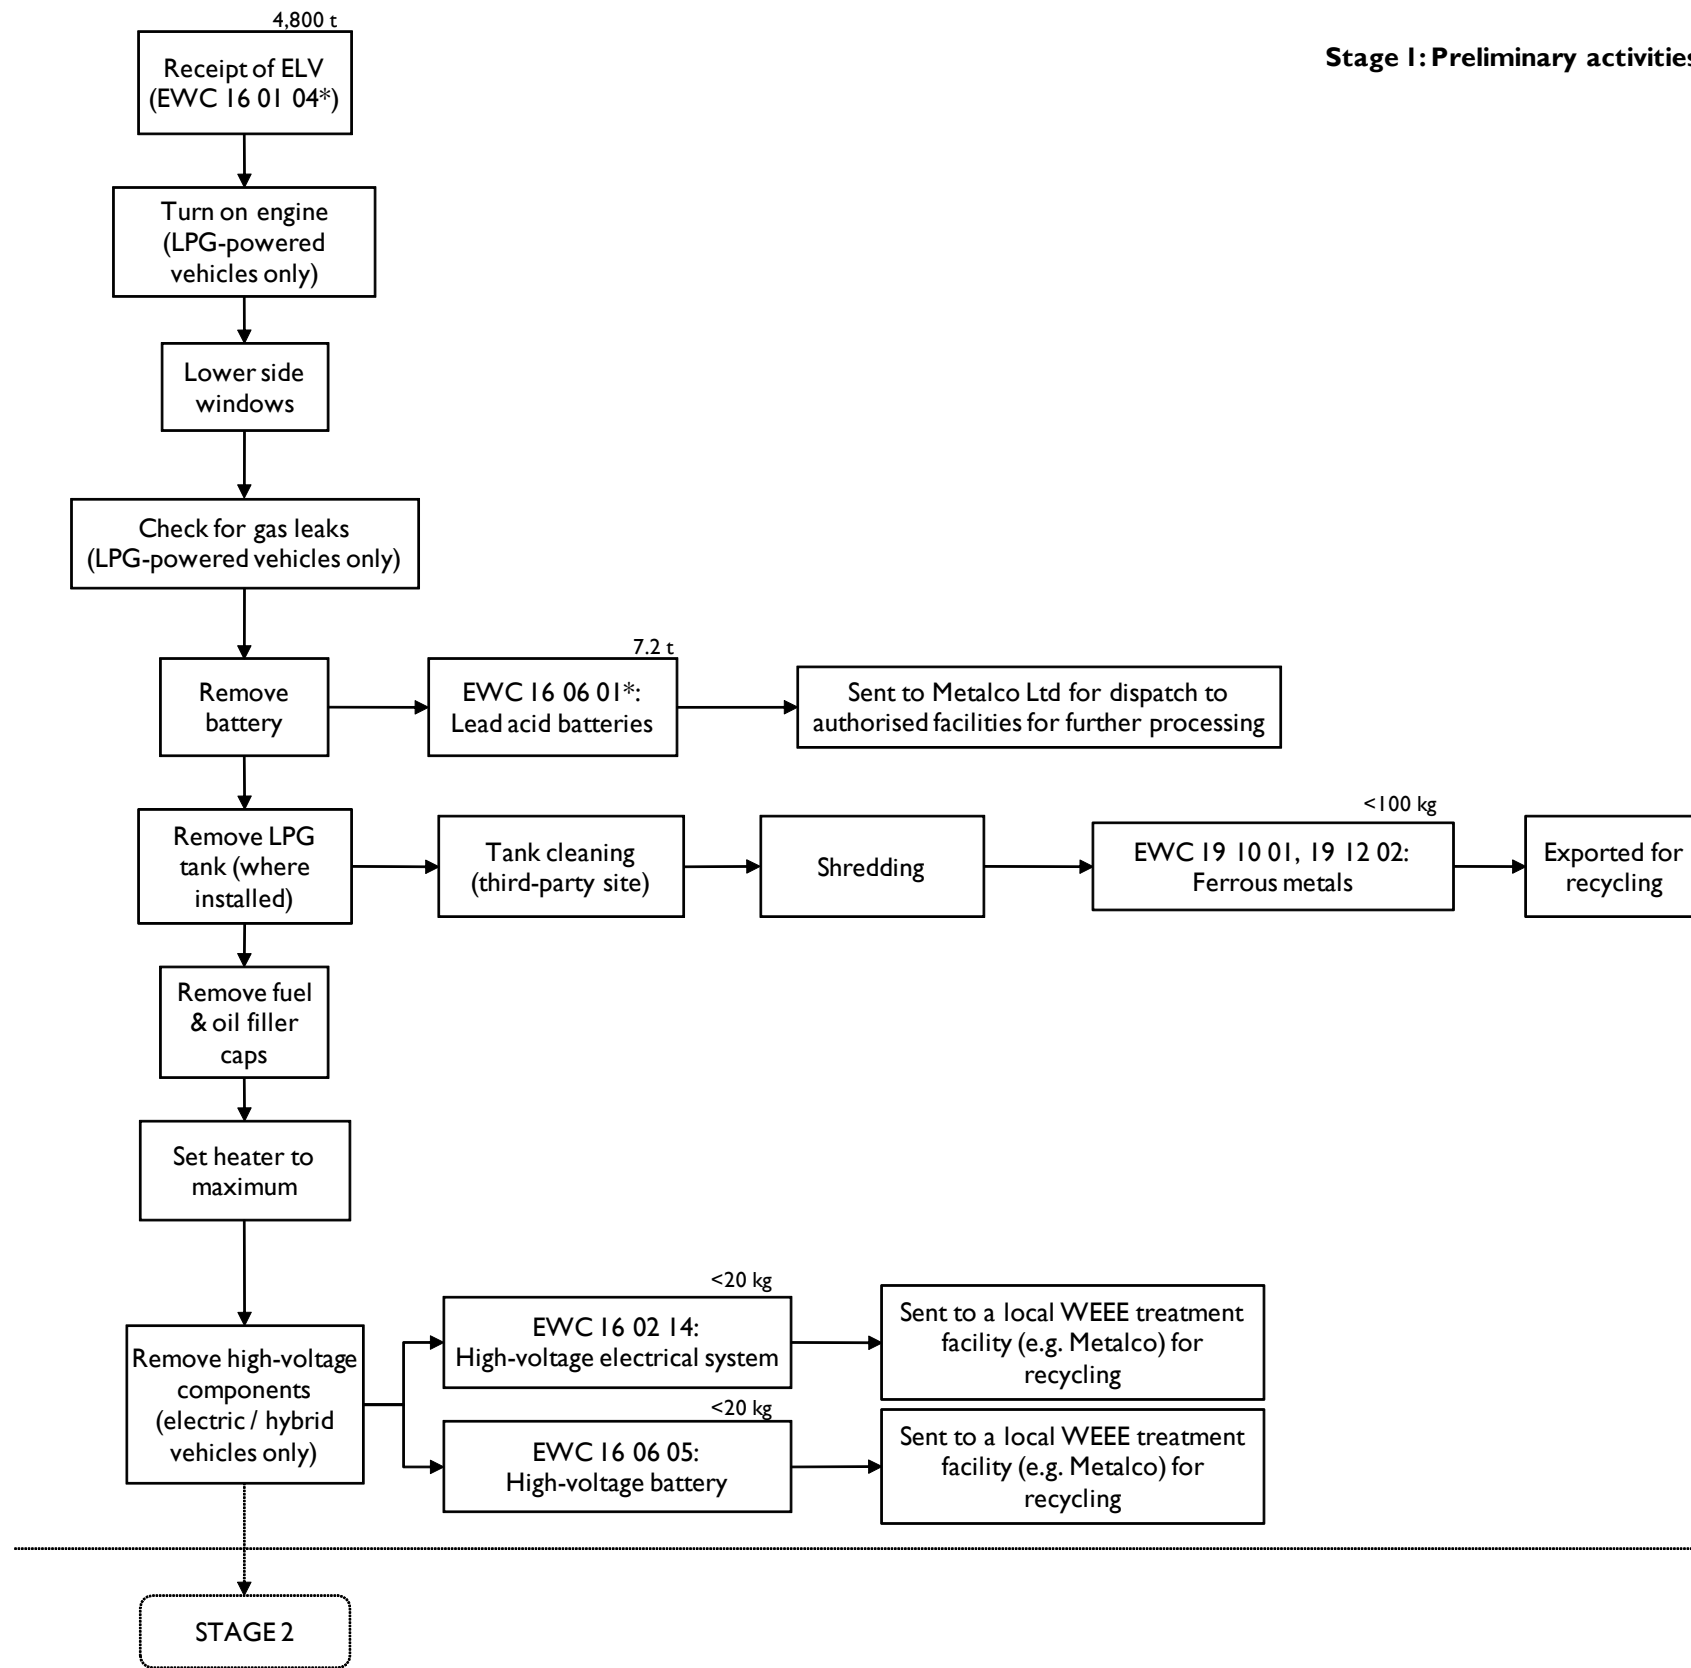 4,800 t
Stage 1: Preliminary activities
Receipt of ELV
(EWC 16 01 04*)
Turn on engine
(LPG-powered
vehicles only)
Lower side
windows
Check for gas leaks
(LPG-powered vehicles only)
Remove
battery
7.2 t
EWC 16 06 01*:
Lead acid batteries
Sent to Metalco Ltd for dispatch to
authorised facilities for further processing
Remove LPG
tank (where
installed)
Tank cleaning
(third-party site)
Shredding
<100 kg
EWC 19 10 01, 19 12 02:
Ferrous metals
Exported for
recycling
Remove fuel
& oil filler
caps
Set heater to
maximum
Remove high-voltage
components
(electric / hybrid
vehicles only)
<20 kg
EWC 16 02 14:
High-voltage electrical system
Sent to a local WEEE treatment
facility (e.g. Metalco) for
recycling
<20 kg
EWC 16 06 05:
High-voltage battery
Sent to a local WEEE treatment
facility (e.g. Metalco) for
recycling
STAGE 2